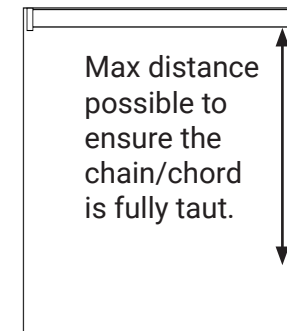 Max distance
possible to
ensure the
chain/chord
is fully taut.